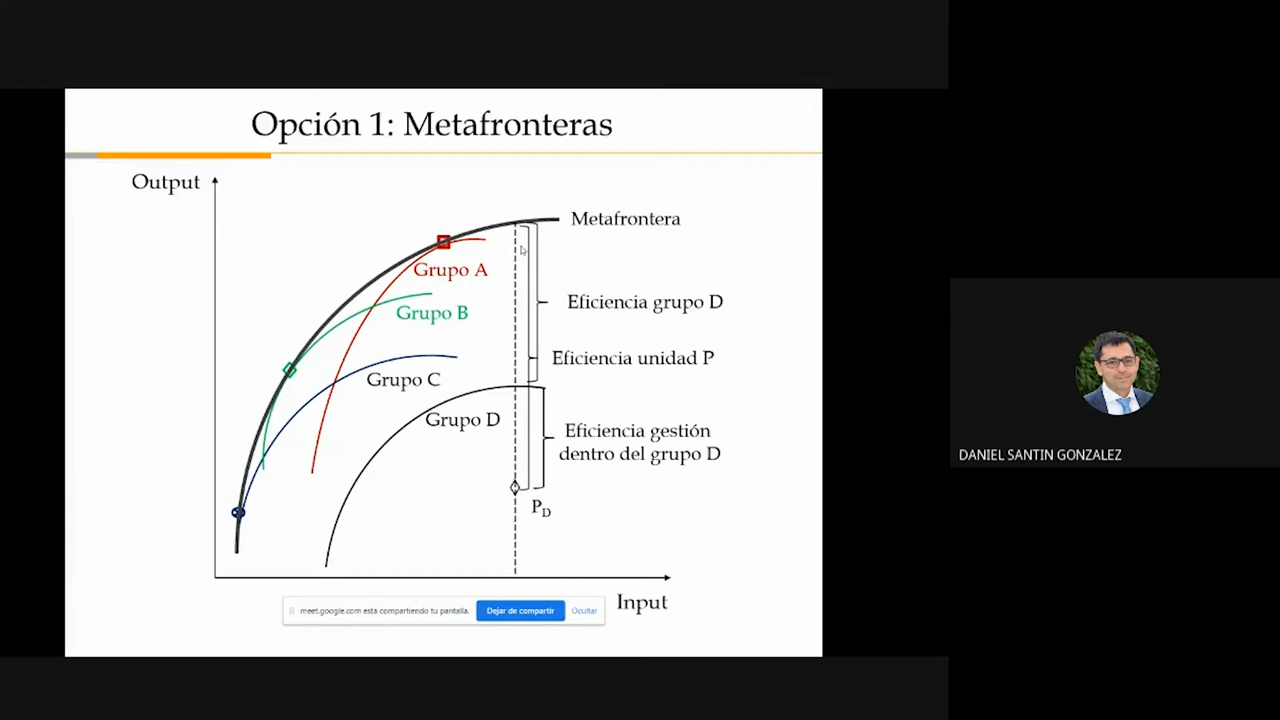 Opción 1: Metafronteras
Output
Metafrontera
Grupo A
Eficiencia grupo D
Grupo B
Eficiencia unidad P
Grupo C
Grupo D
Eficiencia gestión
dentro del grupo D
DANIEL SANTIN GONZALEZ
PD
Input
meet.google.com está compartiendo tu pantalla.
Dejar de compartir
Ocultar